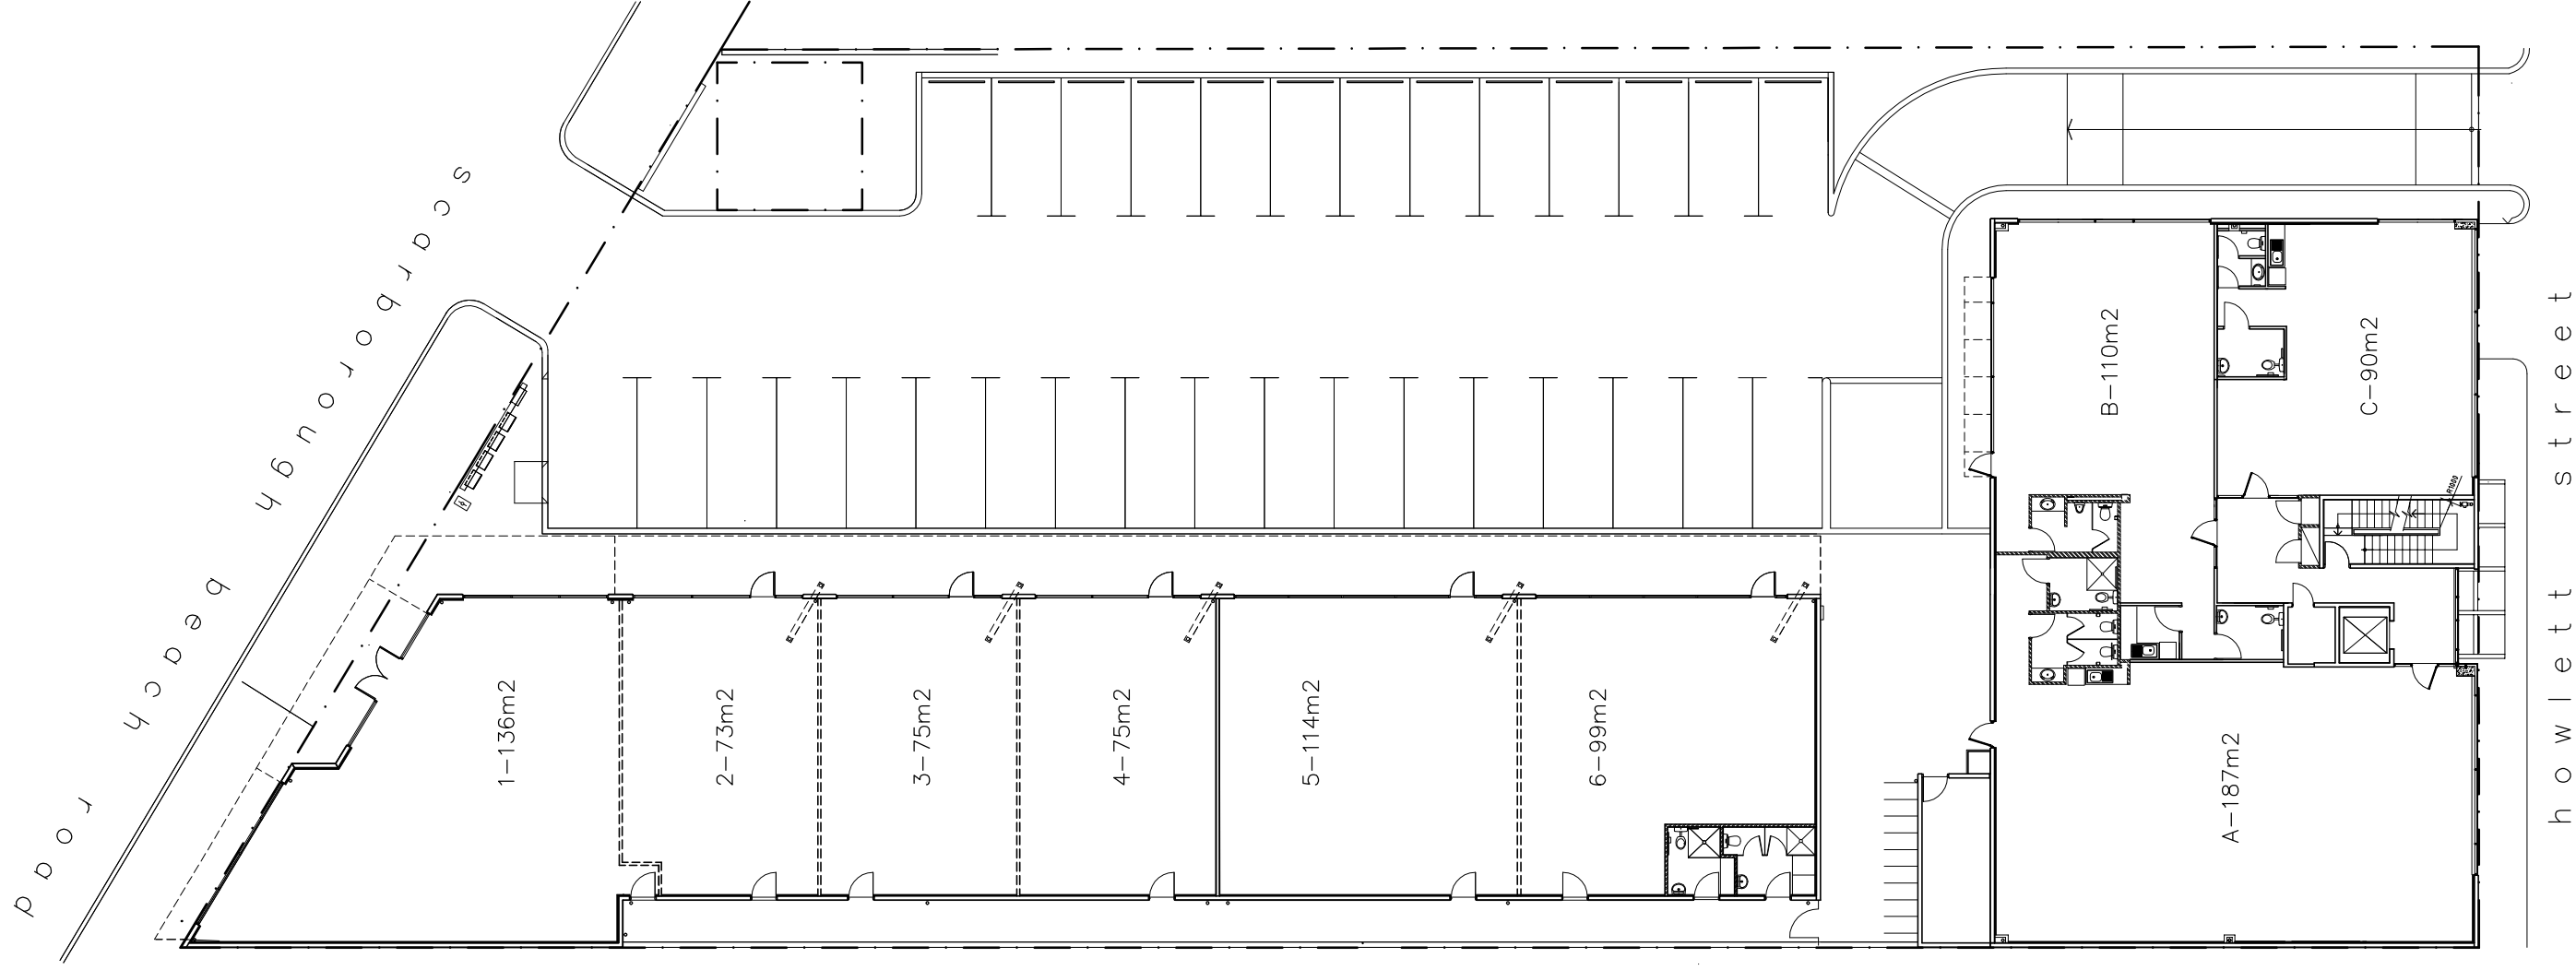 scarborough beach road
howlett street
1-136m2
2-73m2
3-75m2
4-75m2
5-114m2
6-99m2
B-110m2
C-90m2
A-187m2
R1000